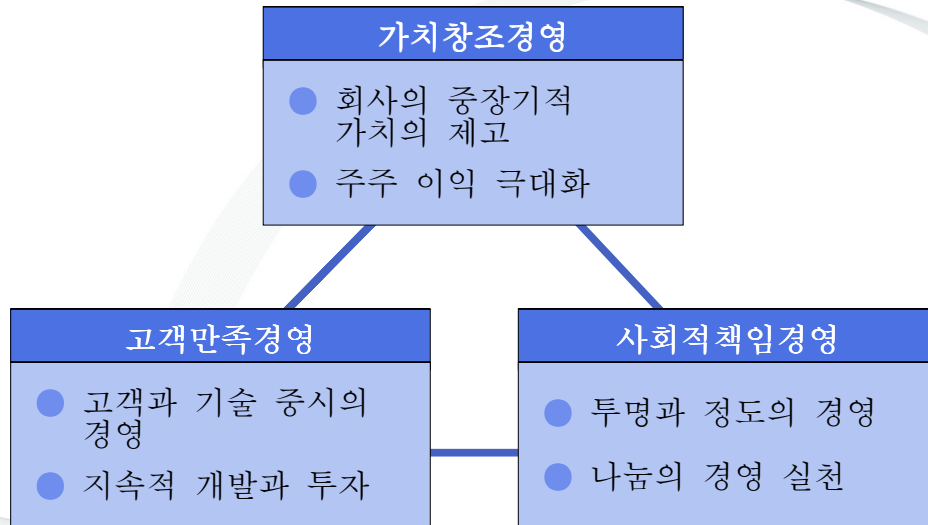 가치창조경영
회사의 중장기적
가치의 제고
주주 이익 극대화
고객만족경영
고객과 기술 중시의
경영
지속적 개발과 투자
사회적책임경영
투명과 정도의 경영
나눔의 경영 실천